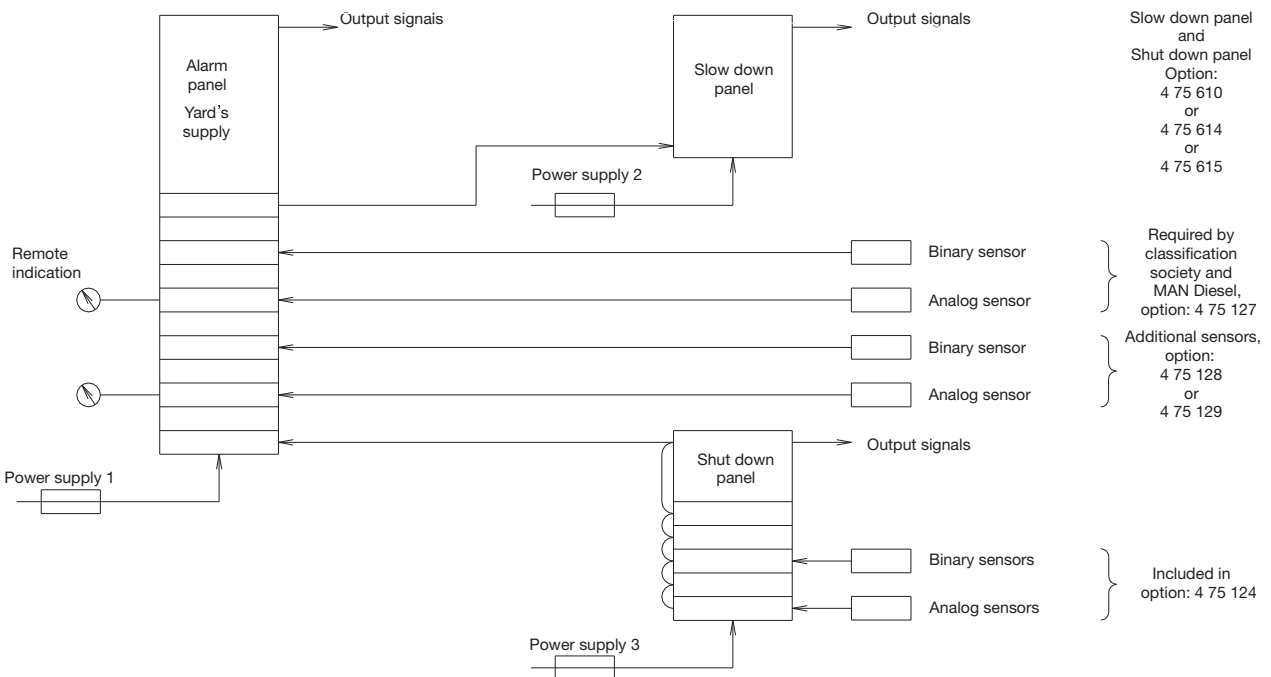 Output signais
Alarm
panel
Yard's
supply
Output signals
Slow down
panel
Slow down panel
and
Shut down panel
Option:
4 75 610
or
4 75 614
or
4 75 615
Power supply 2
Remote
indication
Binary sensor
Analog sensor
Required by
classification
society and
MAN Diesel,
option: 4 75 127
Binary sensor
Analog sensor
Additional sensors,
option:
4 75 128
or
4 75 129
Power supply 1
Shut down
panel
Output signals
Binary sensors
Analog sensors
Included in
option: 4 75 124
Power supply 3